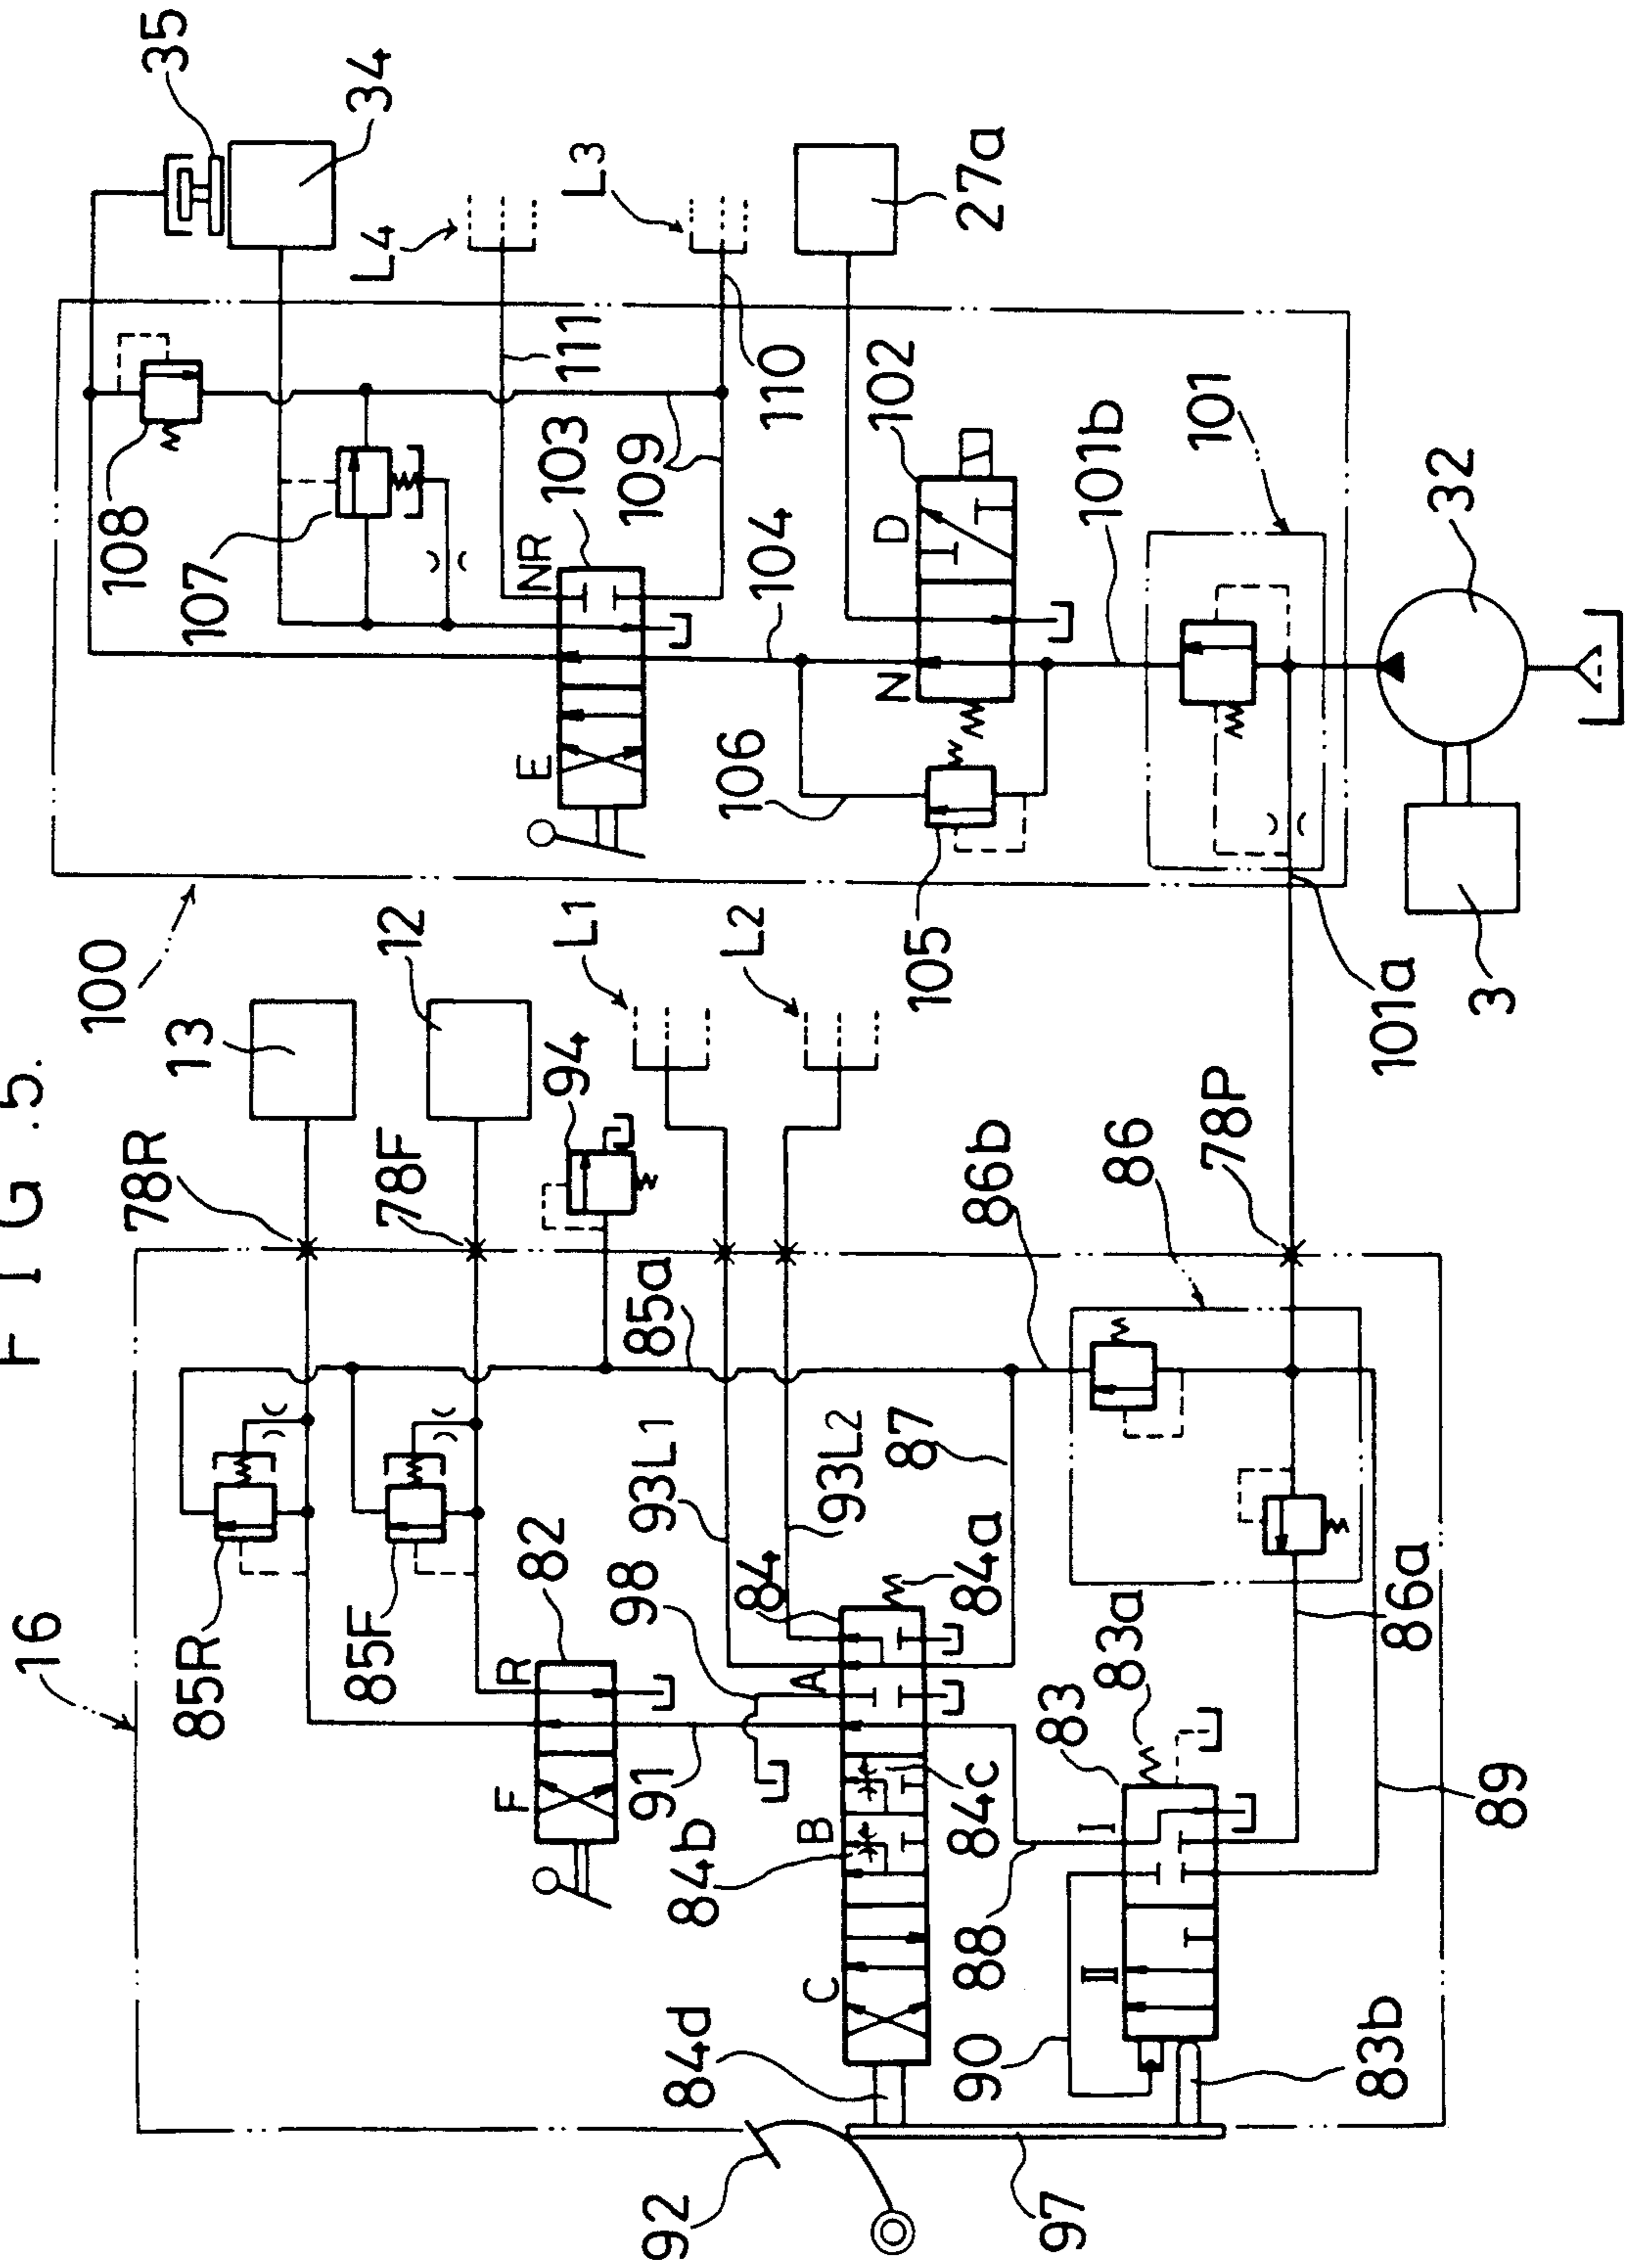 F I G .5.
16
100
13
12
35
34
78R
78F
94
L1
L2
L4
L3
27a
85R
85F
82
R
F
91
98
93L1
93L2
85a
84
84a
87
86b
86
78P
108
107
NR
103
111
109
110
104
E
106
105
N
D
102
101b
101
101a
32
3
A
B
C
84b
84c
84d
88
83
83a
I
II
90
83b
86a
89
92
97